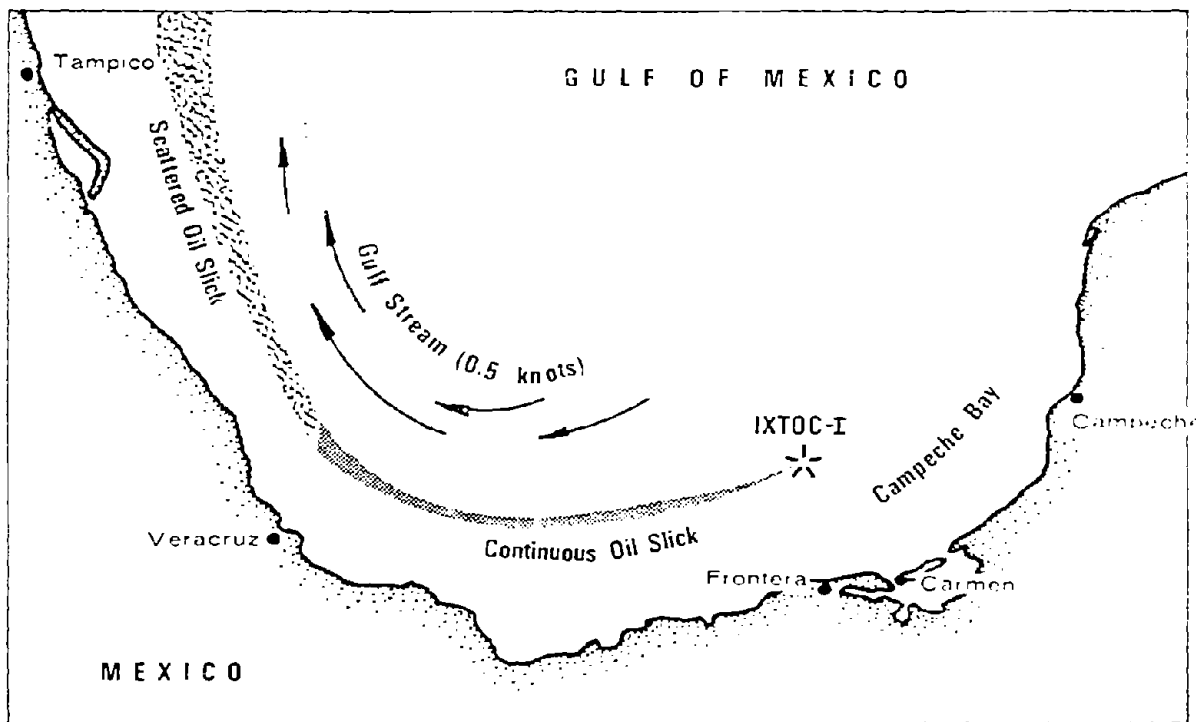 Tampico
GULF OF MEXICO
Scattered Oil Slick
Gulf Stream (0.5 knots)
IXTOC-I
Campeche Bay
Campeche
Veracruz
Continuous Oil Slick
Frontera
Carmen
MEXICO